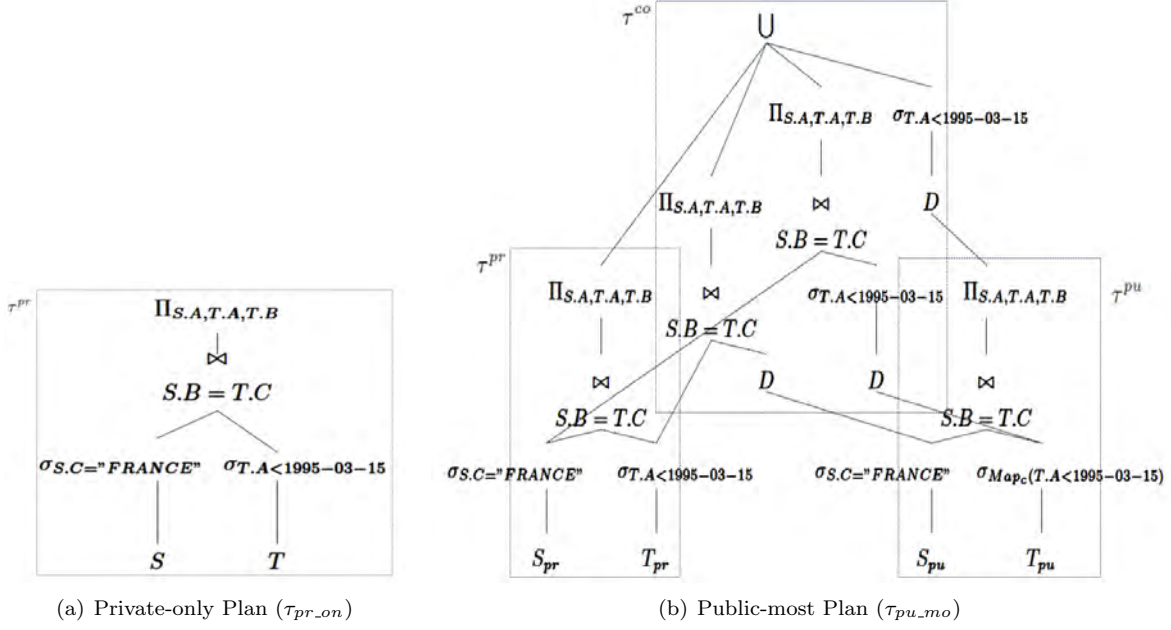 τ^{co}
⋃
Π_{S.A,T.A,T.B} σ_{T.A<1995−03−15}
Π_{S.A,T.A,T.B} ⋈ D
S.B = T.C
τ^{pr} τ^{pu}
Π_{S.A,T.A,T.B} ⋈ σ_{T.A<1995−03−15} Π_{S.A,T.A,T.B}
S.B = T.C
⋈ D D ⋈
S.B = T.C S.B = T.C
σ_{S.C="FRANCE"} σ_{T.A<1995−03−15} σ_{S.C="FRANCE"} σ_{Map_c(T.A<1995−03−15)}
S_{pr} T_{pr} S_{pu} T_{pu}
τ^{pr}
Π_{S.A,T.A,T.B}
⋈
S.B = T.C
σ_{S.C="FRANCE"} σ_{T.A<1995−03−15}
S T
(a) Private-only Plan (τ_{pr_on})
(b) Public-most Plan (τ_{pu_mo})